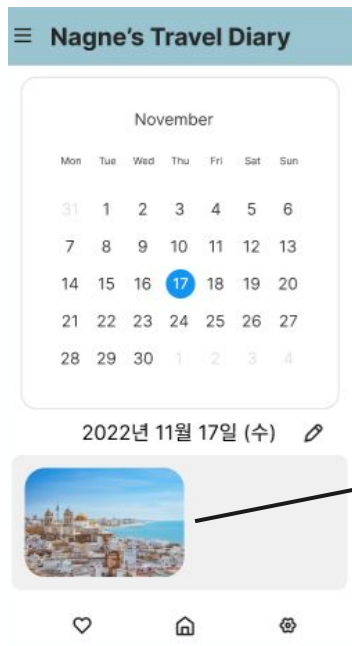 Nagne's Travel Diary
November
Mon Tue Wed Thu Fri Sat Sun
31 1 2 3 4 5 6
7 8 9 10 11 12 13
14 15 16 17 18 19 20
21 22 23 24 25 26 27
28 29 30 1 2 3 4
2022년 11월 17일 (수)